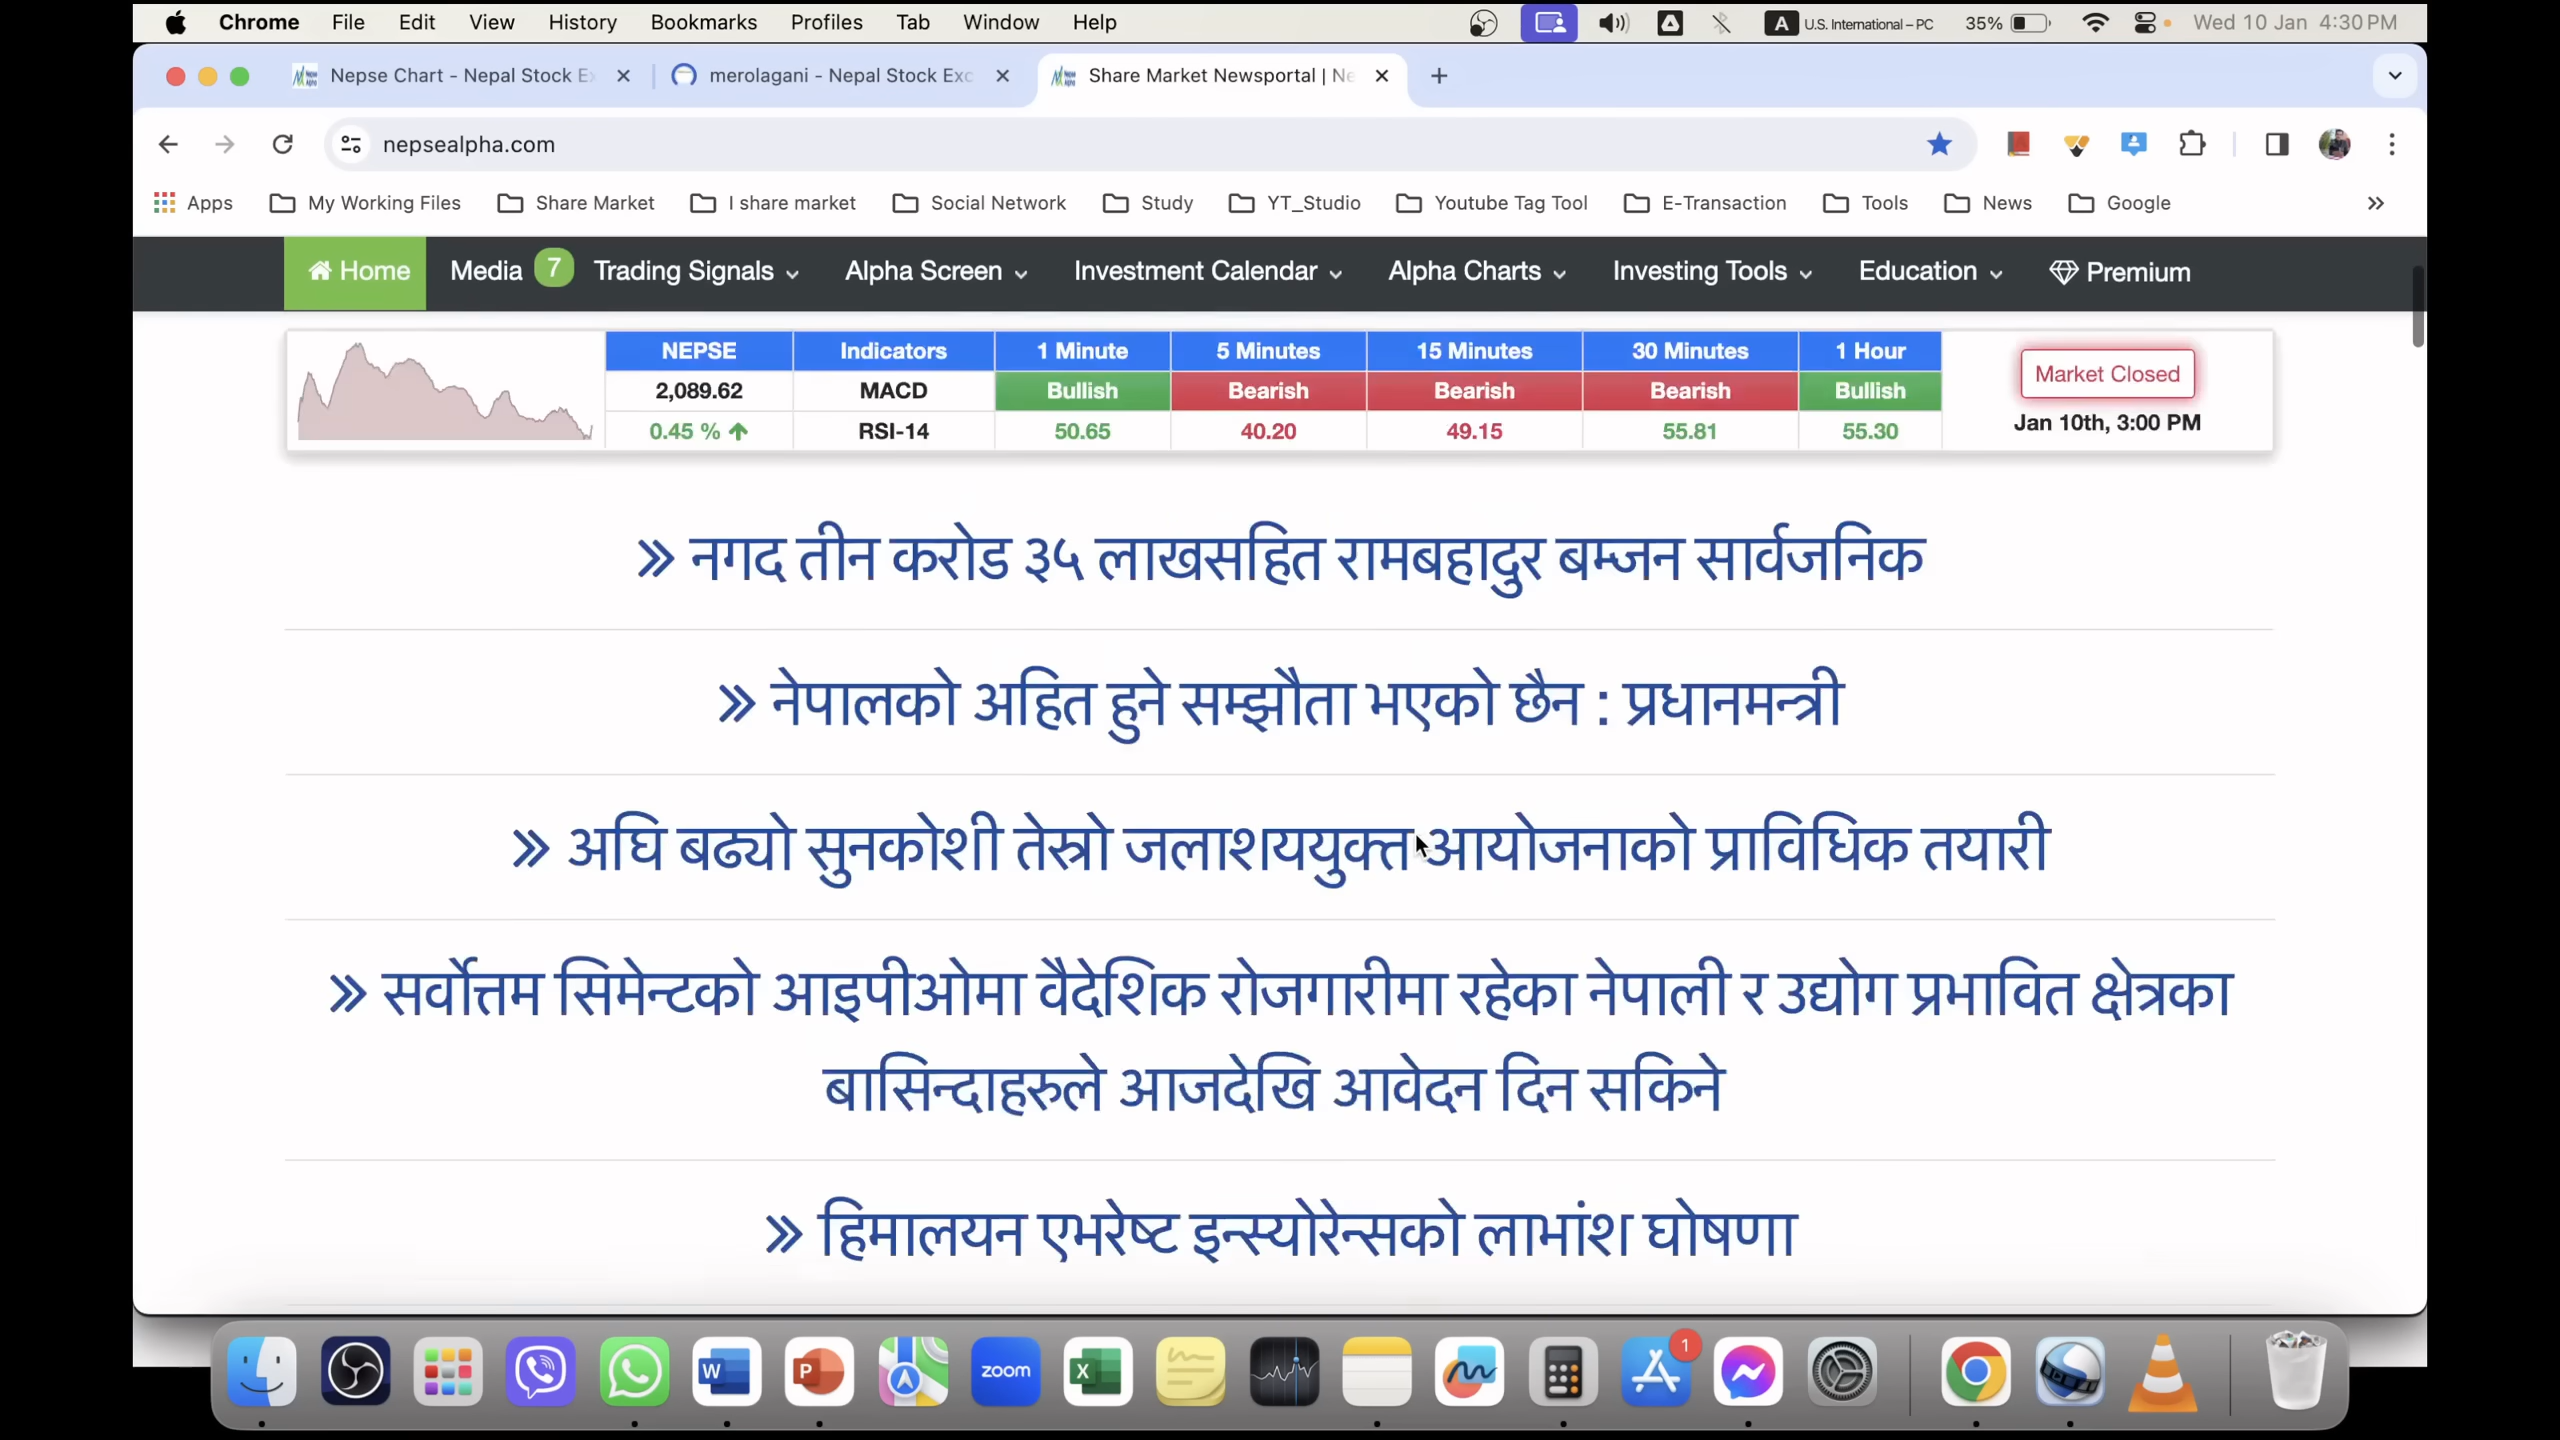 Chrome File Edit View History Bookmarks Profiles Tab Window Help A U.S. International – PC 35% Wed 10 Jan 4:30 PM
Nepse Chart - Nepal Stock Ex merolagani - Nepal Stock Exc Share Market Newsportal | Ne
nepsealpha.com
Apps My Working Files Share Market I share market Social Network Study YT_Studio Youtube Tag Tool E-Transaction Tools News Google
Home Media 7 Trading Signals Alpha Screen Investment Calendar Alpha Charts Investing Tools Education Premium
NEPSE Indicators 1 Minute 5 Minutes 15 Minutes 30 Minutes 1 Hour
Market Closed
2,089.62 MACD Bullish Bearish Bearish Bearish Bullish
Jan 10th, 3:00 PM
0.45 % RSI-14 50.65 40.20 49.15 55.81 55.30
» नगद तीन करोड ३५ लाखसहित रामबहादुर बम्जन सार्वजनिक
» नेपालको अहित हुने सम्झौता भएको छैन : प्रधानमन्त्री
» अघि बढ्यो सुनकोशी तेस्रो जलाशययुक्त आयोजनाको प्राविधिक तयारी
» सर्वोत्तम सिमेन्टको आइपीओमा वैदेशिक रोजगारीमा रहेका नेपाली र उद्योग प्रभावित क्षेत्रका
बासिन्दाहरुले आजदेखि आवेदन दिन सकिने
» हिमालयन एभरेष्ट इन्स्योरेन्सको लाभांश घोषणा
W P zoom X 1